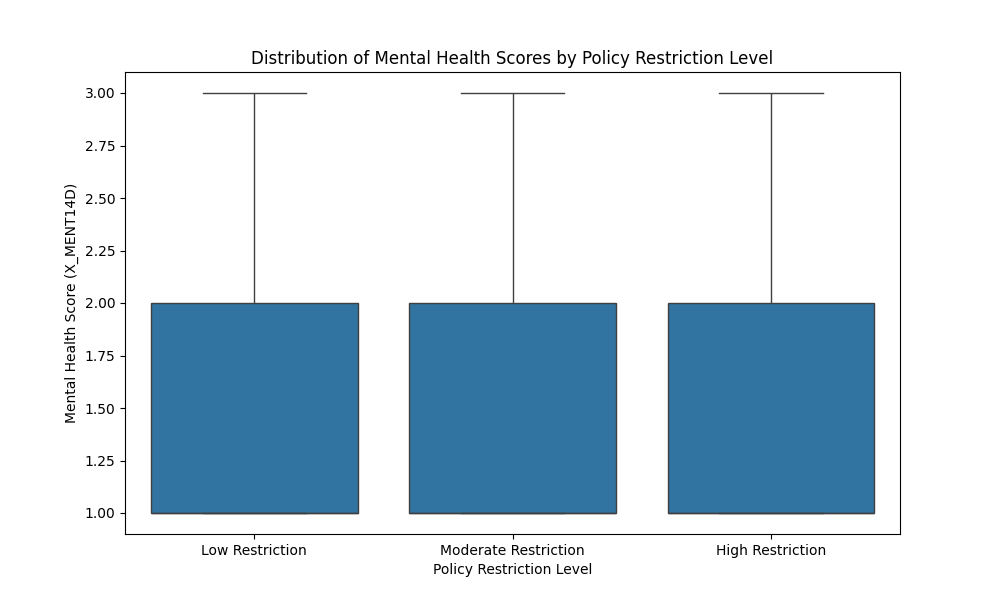 Distribution of Mental Health Scores by Policy Restriction Level
Mental Health Score (X_MENT14D)
3.00
2.75
2.50
2.25
2.00
1.75
1.50
1.25
1.00
Low Restriction
Moderate Restriction
High Restriction
Policy Restriction Level